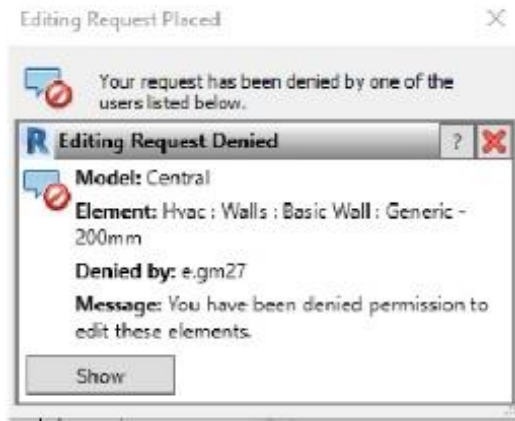 Editing Request Placed
Your request has been denied by one of the
users listed below.
Editing Request Denied
?
Model: Central
Element: Hvac : Walls : Basic Wall : Generic -
200mm
Denied by: e.gm27
Message: You have been denied permission to
edit these elements.
Show